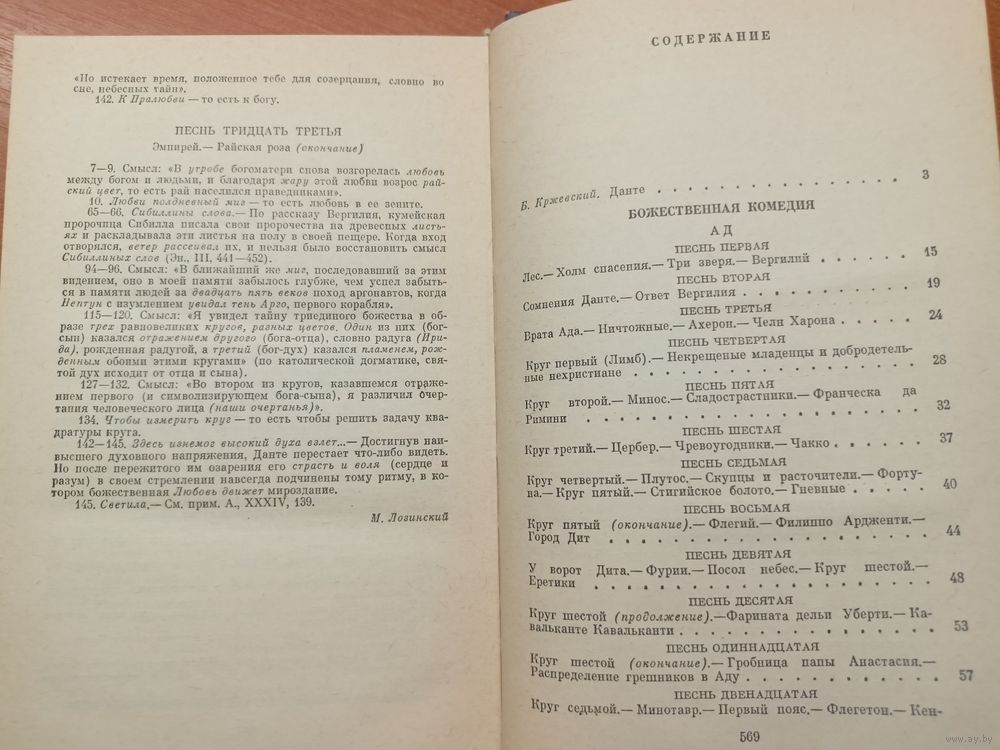 «Но истекает время, положенное тебе для созерцания, словно во
сне, небесных тайн».
142. К Пралюбви — то есть к богу.
ПЕСНЬ ТРИДЦАТЬ ТРЕТЬЯ
Эмпирей.— Райская роза (окончание)
7—9. Смысл: «В утробе богоматери снова возгорелась любовь
между богом и людьми, и благодаря жару этой любви возрос рай-
ский цвет, то есть рай населился праведниками».
10. Любви полдневный миг — то есть любовь в ее зените.
65—66. Сибиллины слова.— По рассказу Вергилия, кумейская
пророчица Сибилла писала свои пророчества на древесных листь-
ях и раскладывала эти листья на полу в своей пещере. Когда вход
отворялся, ветер рассеивал их, и нельзя было восстановить смысл
Сибиллиных слов (Эн., III, 441—452).
94—96. Смысл: «В ближайший же миг, последовавший за этим
видением, оно в моей памяти забылось глубже, чем успел забыть-
ся в памяти людей за двадцать пять веков поход аргонавтов, когда
Нептун с изумлением увидал тень Арго, первого корабля».
115—120. Смысл: «Я увидел тайну триединого божества в об-
разе трех равновеликих кругов, разных цветов. Один из них (бог-
сын) казался отражением другого (бога-отца), словно радуга (Ири-
да), рожденная радугой, а третий (бог-дух) казался пламенем, рож-
денным обоими этими кругами» (по католической догматике, свя-
той дух исходит от отца и сына).
127—132. Смысл: «Во втором из кругов, казавшемся отраже-
нием первого (и символизирующем бога-сына), я различил очер-
тания человеческого лица (наши очертанья)».
134. Чтобы измерить круг — то есть чтобы решить задачу ква-
дратуры круга.
142—145. Здесь изнемог высокий духа взлет...— Достигнув наи-
высшего духовного напряжения, Данте перестает что-либо видеть.
Но после пережитого им озарения его страсть и воля (сердце и
разум) в своем стремлении навсегда подчинены тому ритму, в ко-
тором божественная Любовь движет мироздание.
145. Светила.— См. прим. А., XXXIV, 139.
М. Лозинский
СОДЕРЖАНИЕ
Б. Кржевский. Данте . . . . . . . . . . . . . . . 3
БОЖЕСТВЕННАЯ КОМЕДИЯ
АД
ПЕСНЬ ПЕРВАЯ
Лес.— Холм спасения.— Три зверя.— Вергилий . . . . . . 15
ПЕСНЬ ВТОРАЯ
Сомнения Данте.— Ответ Вергилия . . . . . . . . . . 19
ПЕСНЬ ТРЕТЬЯ
Врата Ада.— Ничтожные.— Ахерон.— Челн Харона . . . . . 24
ПЕСНЬ ЧЕТВЕРТАЯ
Круг первый (Лимб).— Некрещеные младенцы и добродетель-
ные нехристиане . . . . . . . . . . . . . . . 28
ПЕСНЬ ПЯТАЯ
Круг второй.— Минос.— Сладострастники.— Франческа да
Римини . . . . . . . . . . . . . . . . . . 32
ПЕСНЬ ШЕСТАЯ
Круг третий.— Цербер.— Чревоугодники.— Чакко . . . . . 37
ПЕСНЬ СЕДЬМАЯ
Круг четвертый.— Плутос.— Скупцы и расточители.— Форту-
на.— Круг пятый.— Стигийское болото.— Гневные . . . . . 40
ПЕСНЬ ВОСЬМАЯ
Круг пятый (окончание).— Флегий.— Филиппо Ардженти.—
Город Дит . . . . . . . . . . . . . . . . . 44
ПЕСНЬ ДЕВЯТАЯ
У ворот Дита.— Фурии.— Посол небес.— Круг шестой.—
Еретики . . . . . . . . . . . . . . . . . . 48
ПЕСНЬ ДЕСЯТАЯ
Круг шестой (продолжение).—Фарината дельи Уберти.— Ка-
вальканте Кавальканти . . . . . . . . . . . . . 53
ПЕСНЬ ОДИННАДЦАТАЯ
Круг шестой (окончание).— Гробница папы Анастасия.—
Распределение грешников в Аду . . . . . . . . . . 57
ПЕСНЬ ДВЕНАДЦАТАЯ
Круг седьмой.— Минотавр.— Первый пояс.— Флегетон.— Кен-
569
www.ay.by